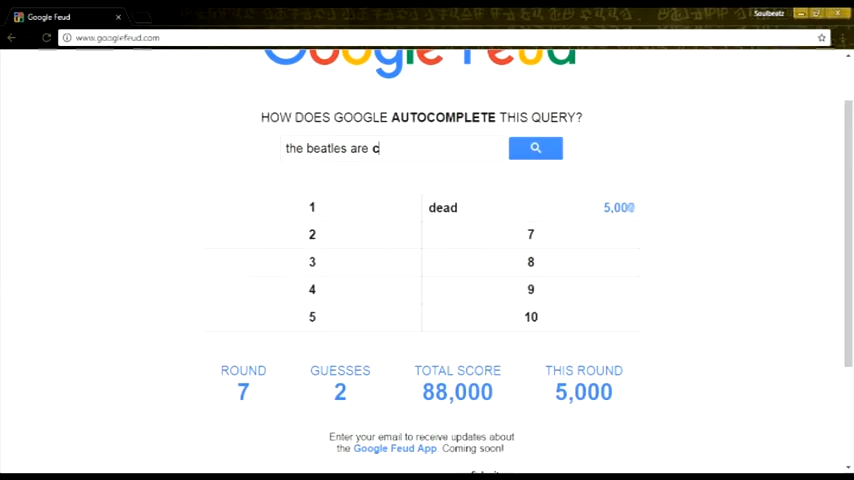 Google Feud
Soulbeatz
www.googlefeud.com
Google Feud
HOW DOES GOOGLE AUTOCOMPLETE THIS QUERY?
the beatles are c
1 dead 5,000
2 7
3 8
4 9
5 10
ROUND GUESSES TOTAL SCORE THIS ROUND
7 2 88,000 5,000
Enter your email to receive updates about
the Google Feud App. Coming soon!